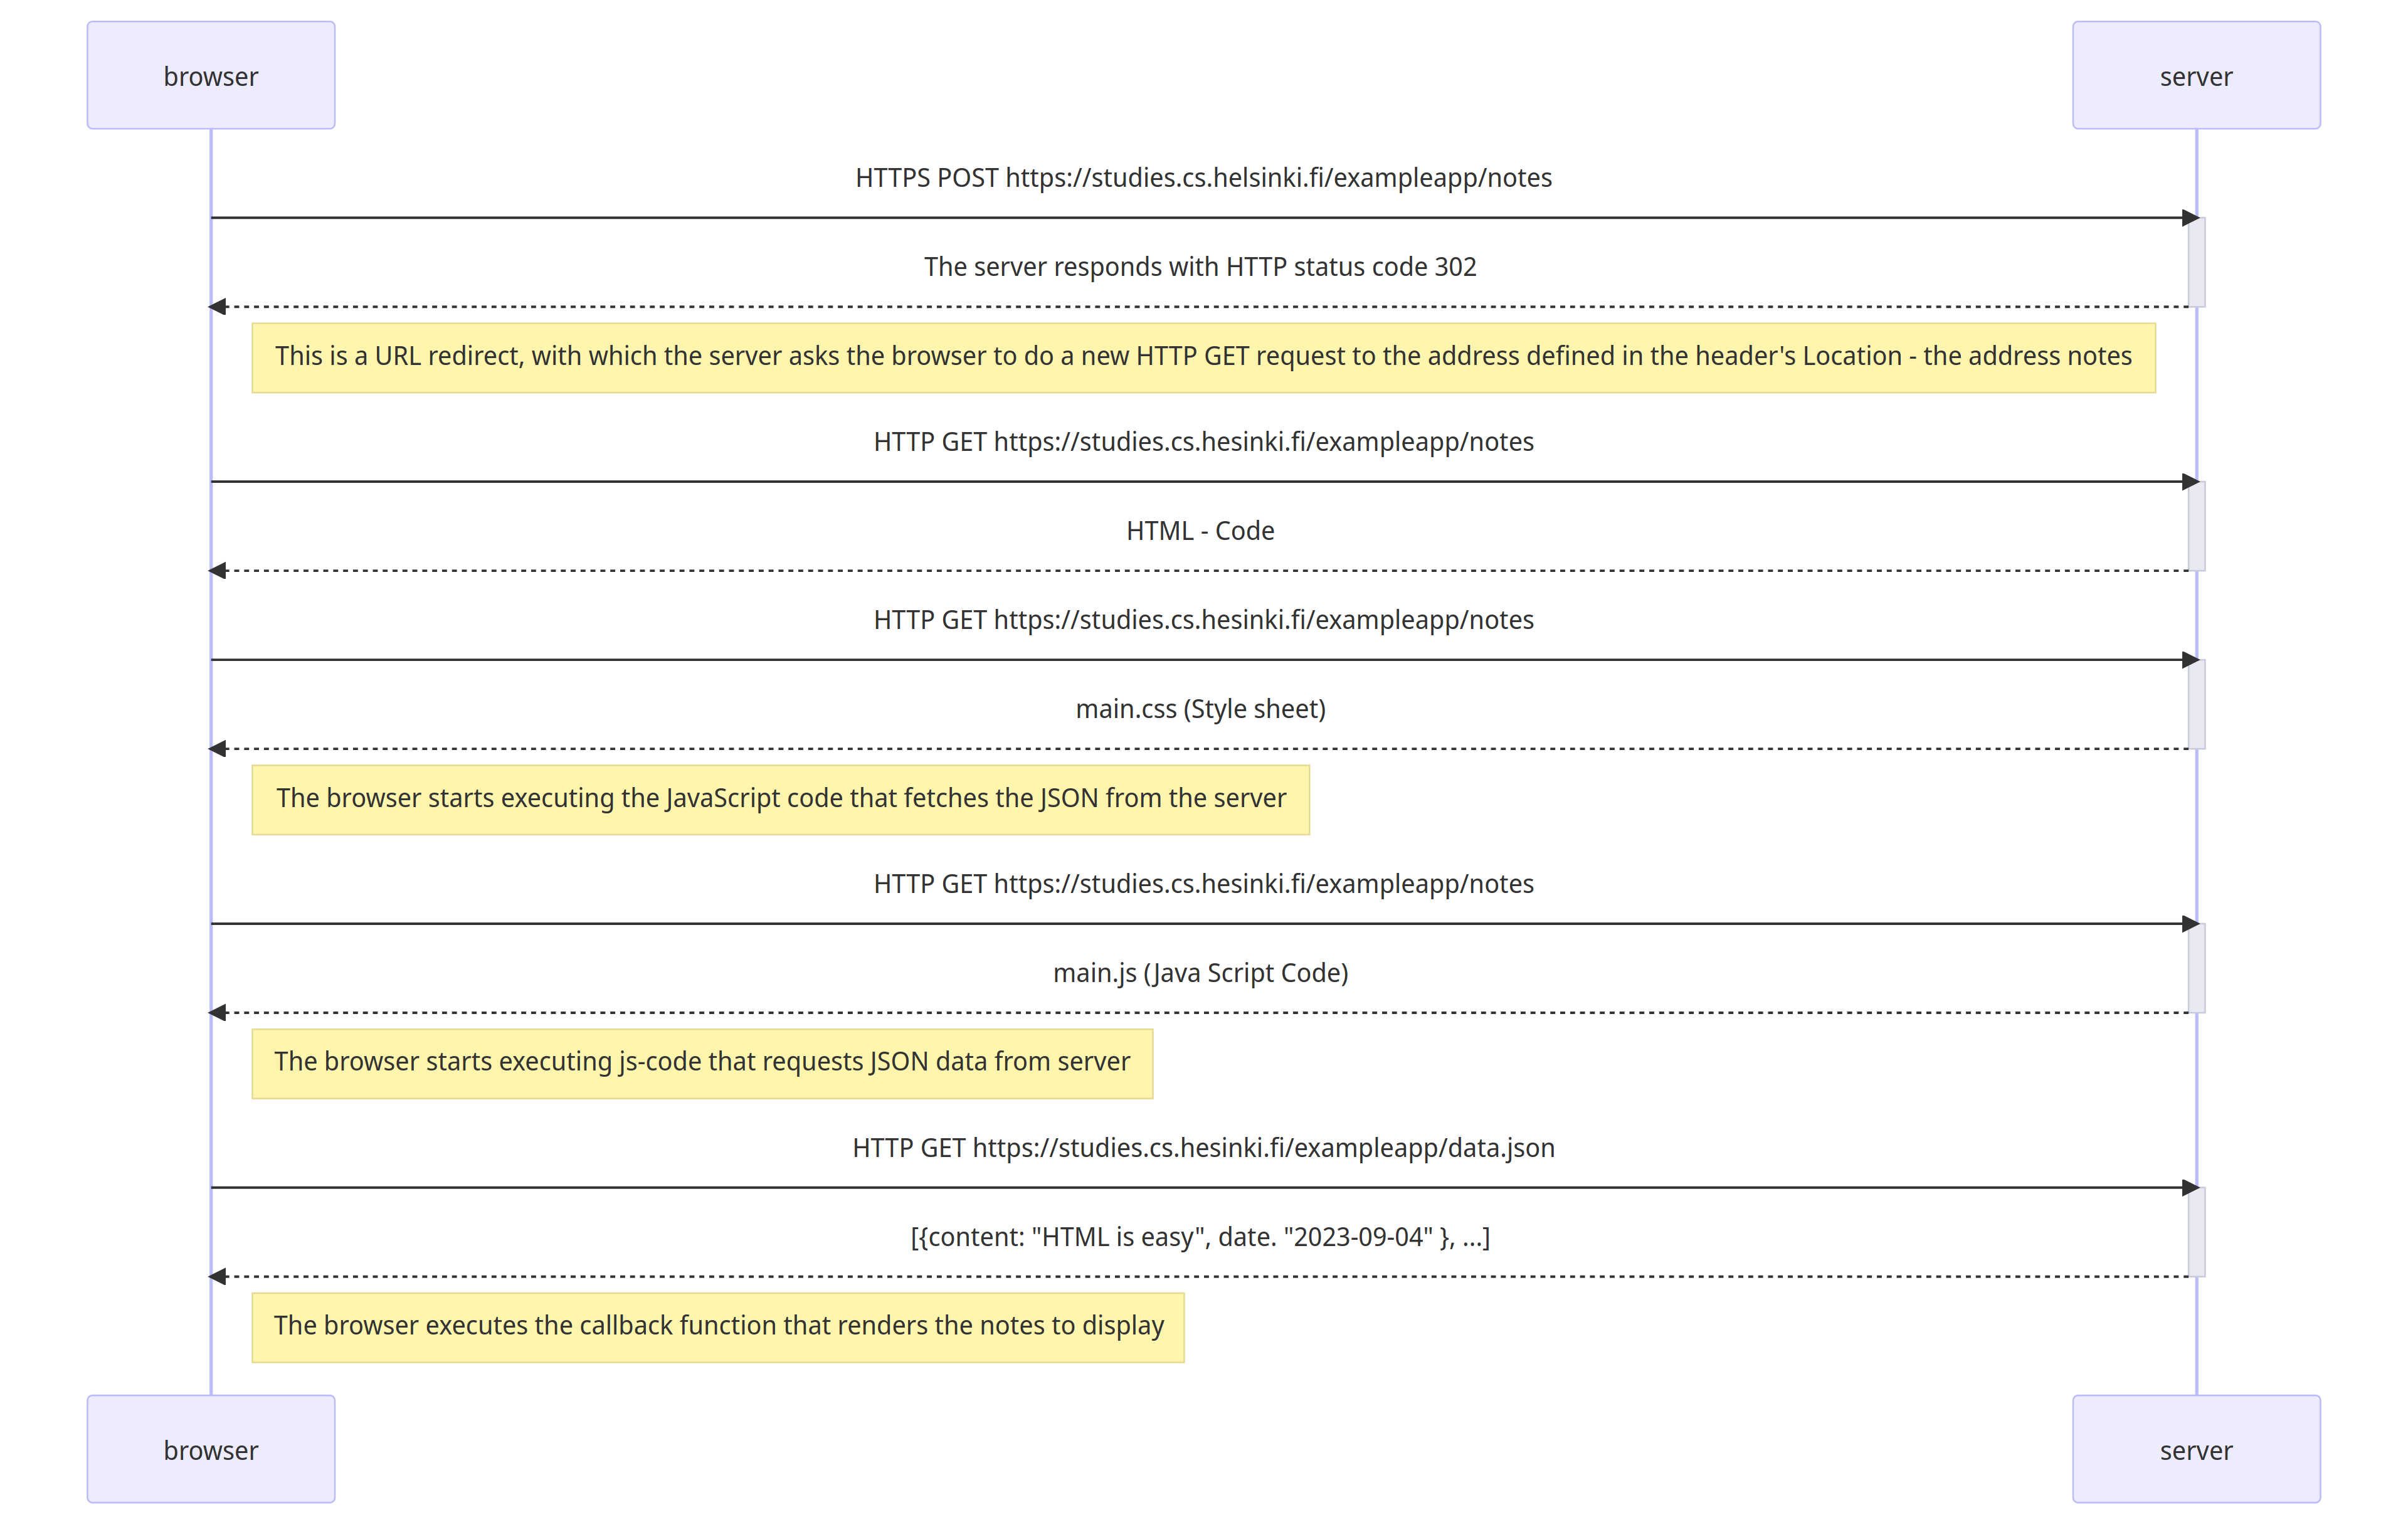 browser
server
HTTPS POST https://studies.cs.helsinki.fi/exampleapp/notes
The server responds with HTTP status code 302
This is a URL redirect, with which the server asks the browser to do a new HTTP GET request to the address defined in the header's Location - the address notes
HTTP GET https://studies.cs.hesinki.fi/exampleapp/notes
HTML - Code
HTTP GET https://studies.cs.hesinki.fi/exampleapp/notes
main.css (Style sheet)
The browser starts executing the JavaScript code that fetches the JSON from the server
HTTP GET https://studies.cs.hesinki.fi/exampleapp/notes
main.js (Java Script Code)
The browser starts executing js-code that requests JSON data from server
HTTP GET https://studies.cs.hesinki.fi/exampleapp/data.json
[{content: "HTML is easy", date. "2023-09-04" }, ...]
The browser executes the callback function that renders the notes to display
browser
server